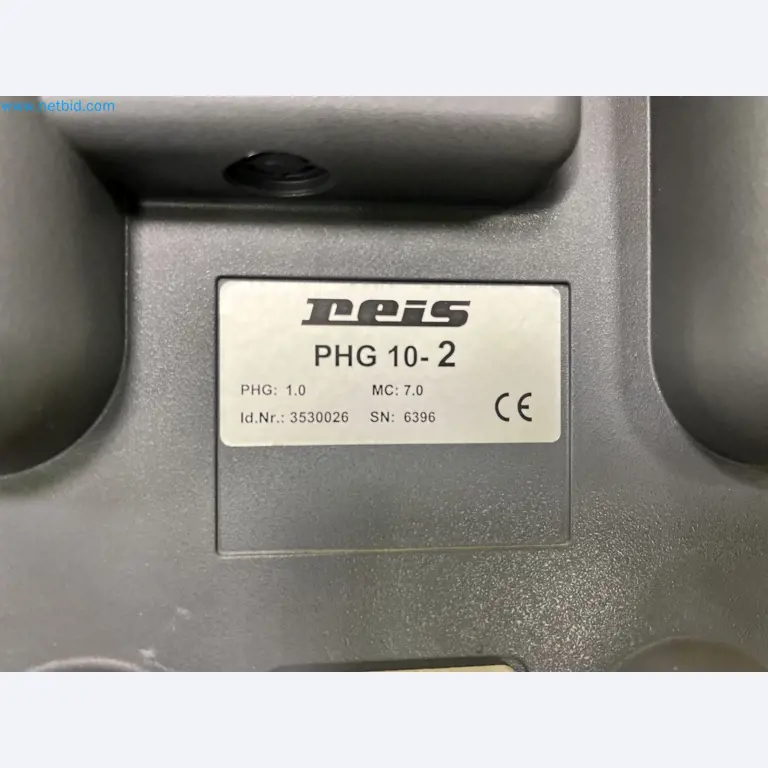 www.netbid.com
reis
PHG 10-2
PHG: 1.0 MC: 7.0
Id.Nr.: 3530026 SN: 6396
CE